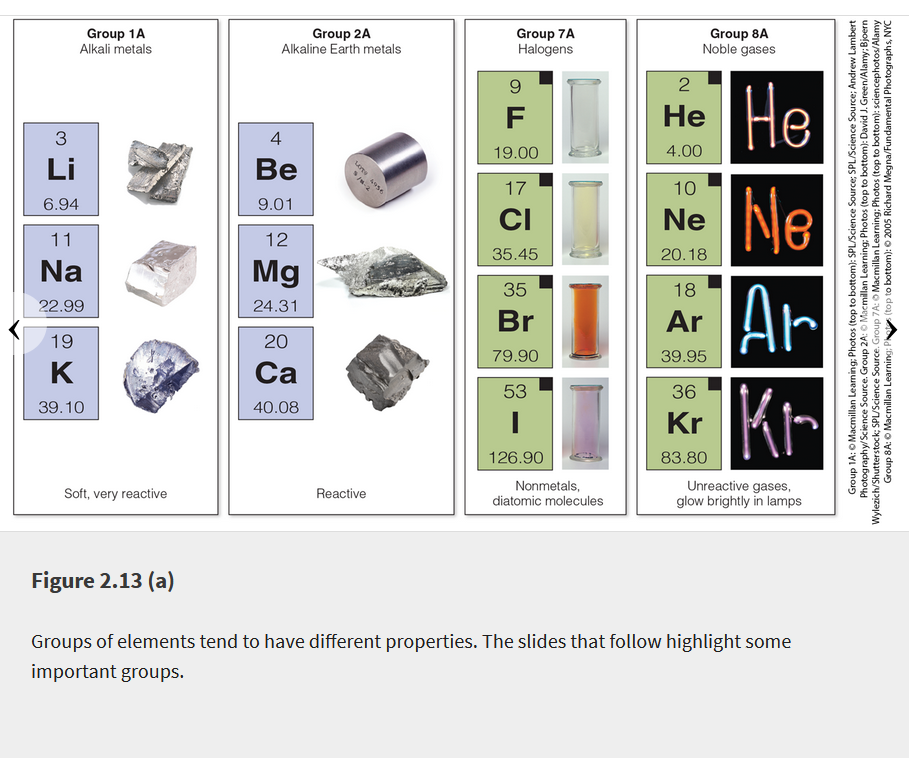 Group 1A
Alkali metals
3
Li
6.94
11
Na
22.99
19
K
39.10
Soft, very reactive
Group 2A
Alkaline Earth metals
4
Be
9.01
12
Mg
24.31
20
Ca
40.08
Reactive
Group 7A
Halogens
9
F
19.00
17
Cl
35.45
35
Br
79.90
53
I
126.90
Nonmetals,
diatomic molecules
Group 8A
Noble gases
2
He
4.00
He
10
Ne
20.18
Ne
18
Ar
39.95
Ar
36
Kr
83.80
Kr
Unreactive gases,
glow brightly in lamps
Group 1A: © Macmillan Learning; Photos (top to bottom): SPL/Science Source; SPL/Science Source; Andrew Lambert
Photography/Science Source. Group 2A: © Macmillan Learning; Photos (top to bottom): David J. Green/Alamy; Bjoern
Wylezich/Shutterstock; SPL/Science Source. Group 7A: © Macmillan Learning; Photos (top to bottom): sciencephotos/Alamy
Group 8A: © Macmillan Learning; Photos (top to bottom): © 2005 Richard Megna/Fundamental Photographs, NYC
Figure 2.13 (a)
Groups of elements tend to have different properties. The slides that follow highlight some
important groups.